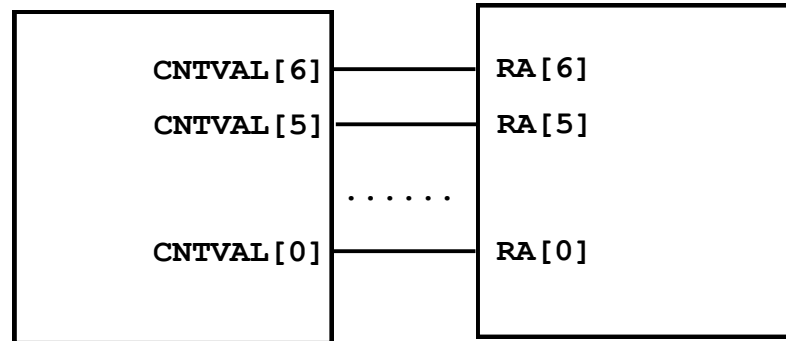 CNTVAL[6] RA[6]
CNTVAL[5] RA[5]
......
CNTVAL[0] RA[0]